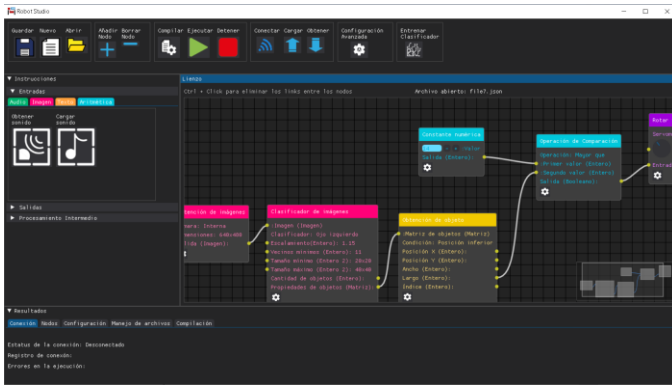 Robot Studio
Guardar Nuevo Abrir
Añadir Borrar
Nodo Nodo
Compilar Ejecutar Detener
Conectar Cargar Obtener
Configuración
Avanzada
Entrenar
Clasificador
Instrucciones
Entradas
Audio Imagen Texto Aritmética
Obtener
sonido
Cargar
sonido
Salidas
Procesamiento Intermedio
Lienzo
Ctrl + Click para eliminar los links entre los nodos
Archivo abierto: file7.json
Constante numérica
Valor
Salida (Entero):
Operación de Comparación
Operación: Mayor que
Primer valor (Entero)
Segundo valor (Entero)
Salida (Booleano):
Rotar
Entrad
tención de imágenes
mara: Interna
mensiones: 640x480
lida (Imagen):
Clasificador de imágenes
Imagen (Imagen)
Clasificador: Ojo izquierdo
Escalamiento(Entero): 1.15
Vecinos mínimos (Entero): 11
Tamaño mínimo (Entero 2): 20x20
Tamaño máximo (Entero 2): 40x40
Cantidad de objetos (Entero):
Propiedades de objetos (Matriz):
Obtención de objeto
Matriz de objetos (Matriz)
Condición: Posición inferior
Posición X (Entero):
Posición Y (Entero):
Ancho (Entero):
Largo (Entero):
Índice (Entero):
Resultados
Conexión Nodos Configuración Manejo de archivos Compilación
Estatus de la conexión: Desconectado
Registro de conexión:
Errores en la ejecución: